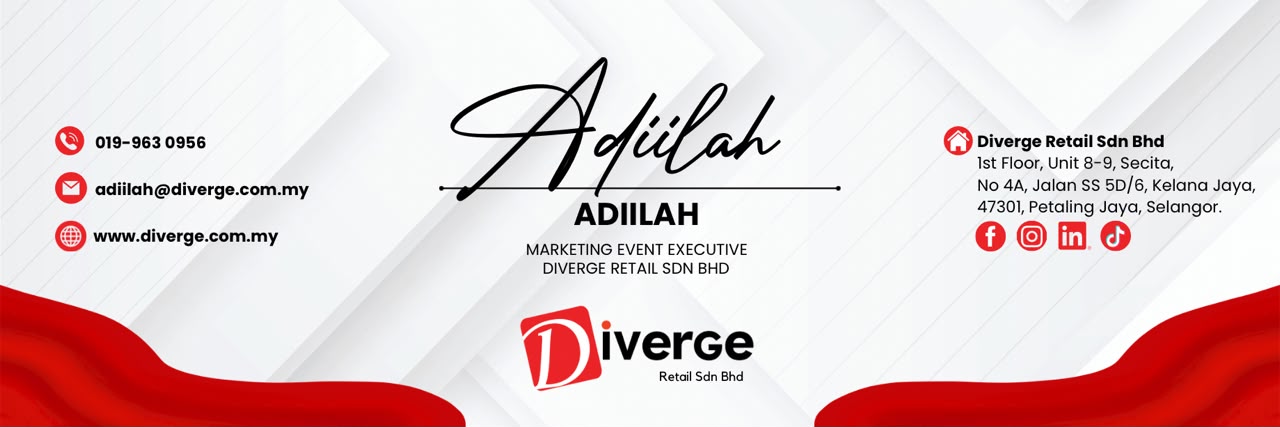 019-963 0956
adiilah@diverge.com.my
www.diverge.com.my
Adiilah
ADIILAH
MARKETING EVENT EXECUTIVE
DIVERGE RETAIL SDN BHD
Diverge
Retail Sdn Bhd
Diverge Retail Sdn Bhd
1st Floor, Unit 8-9, Secita,
No 4A, Jalan SS 5D/6, Kelana Jaya,
47301, Petaling Jaya, Selangor.